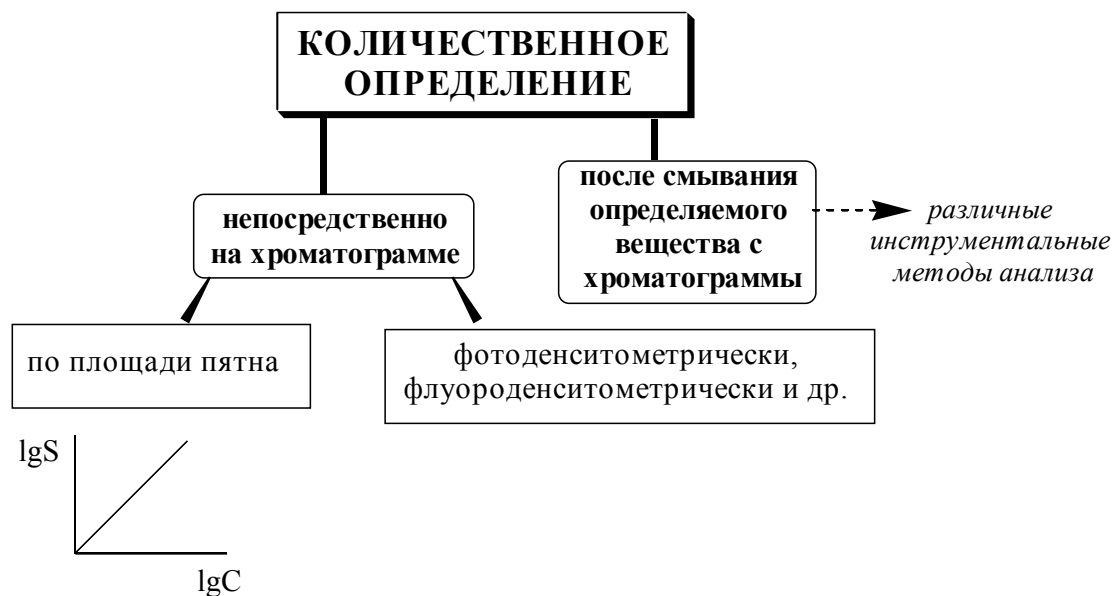 КОЛИЧЕСТВЕННОЕ
ОПРЕДЕЛЕНИЕ
непосредственно
на хроматограмме
после смывания
определяемого
вещества с
хроматограммы
различные
инструментальные
методы анализа
по площади пятна
фотоденситометрически,
флуороденситометрически и др.
lgS
lgC